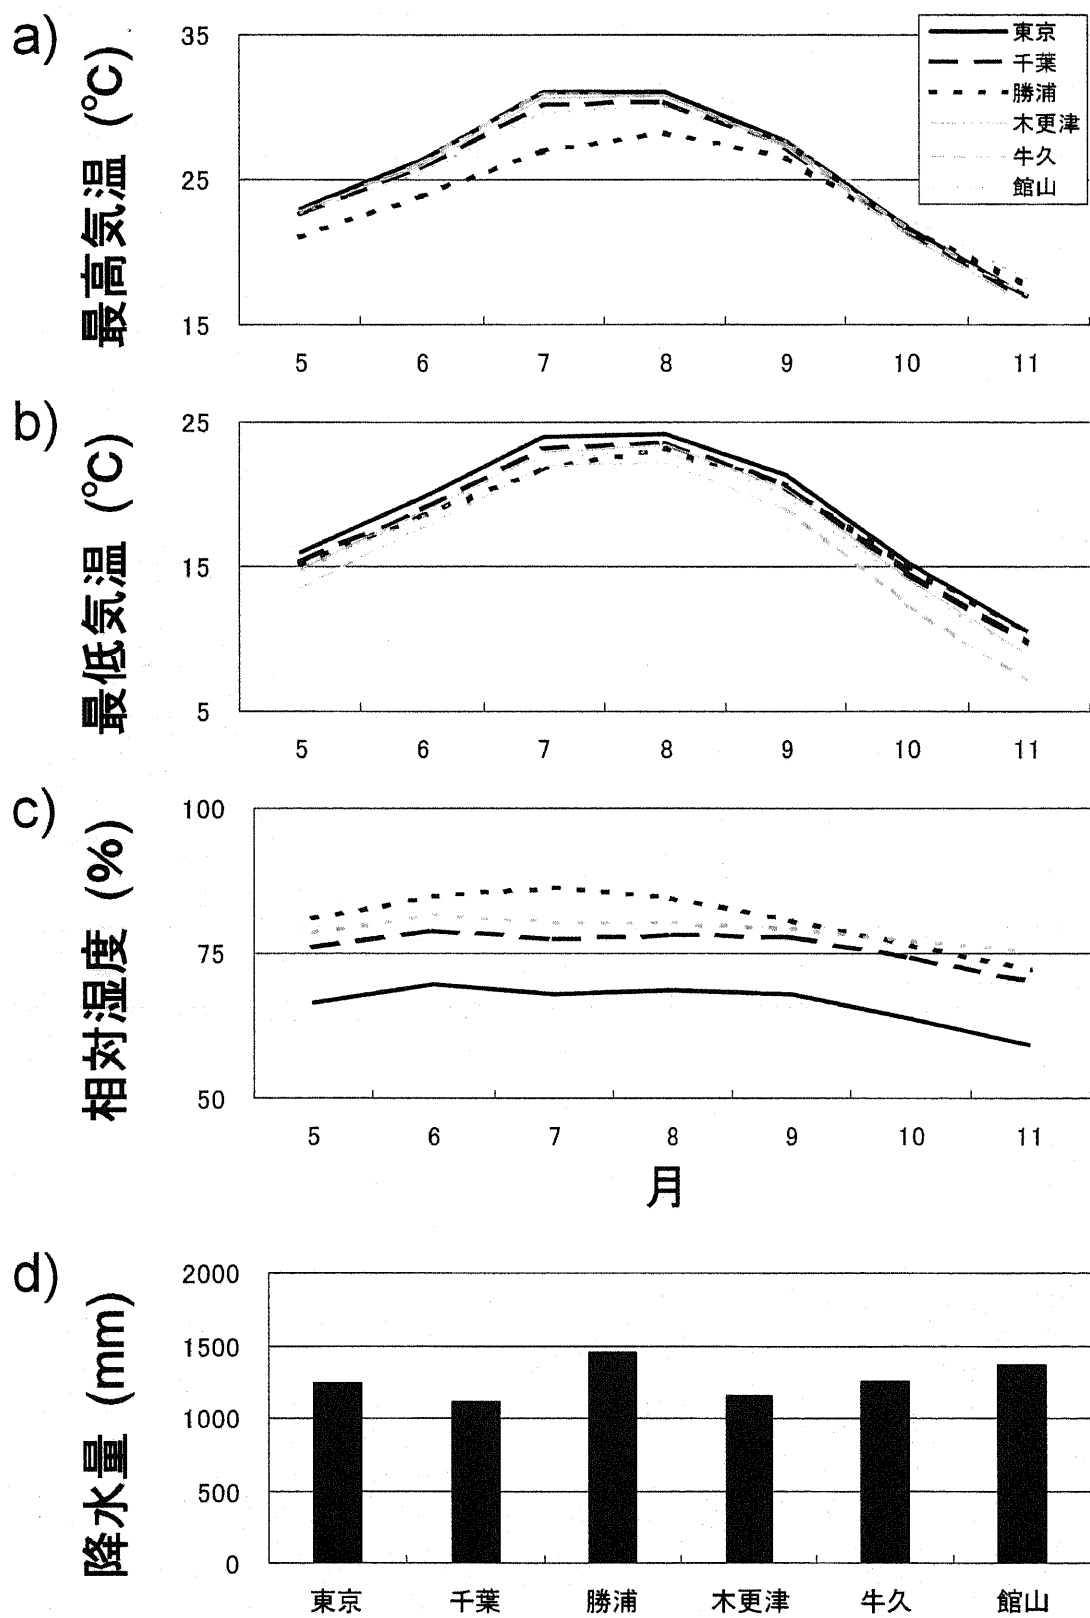 a)
最高気温 (℃)
35
25
15
5 6 7 8 9 10 11
東京
千葉
勝浦
木更津
牛久
館山
b)
最低気温 (℃)
25
15
5
5 6 7 8 9 10 11
c)
相対湿度 (%)
100
75
50
5 6 7 8 9 10 11
月
d)
降水量 (mm)
2000
1500
1000
500
0
東京 千葉 勝浦 木更津 牛久 館山